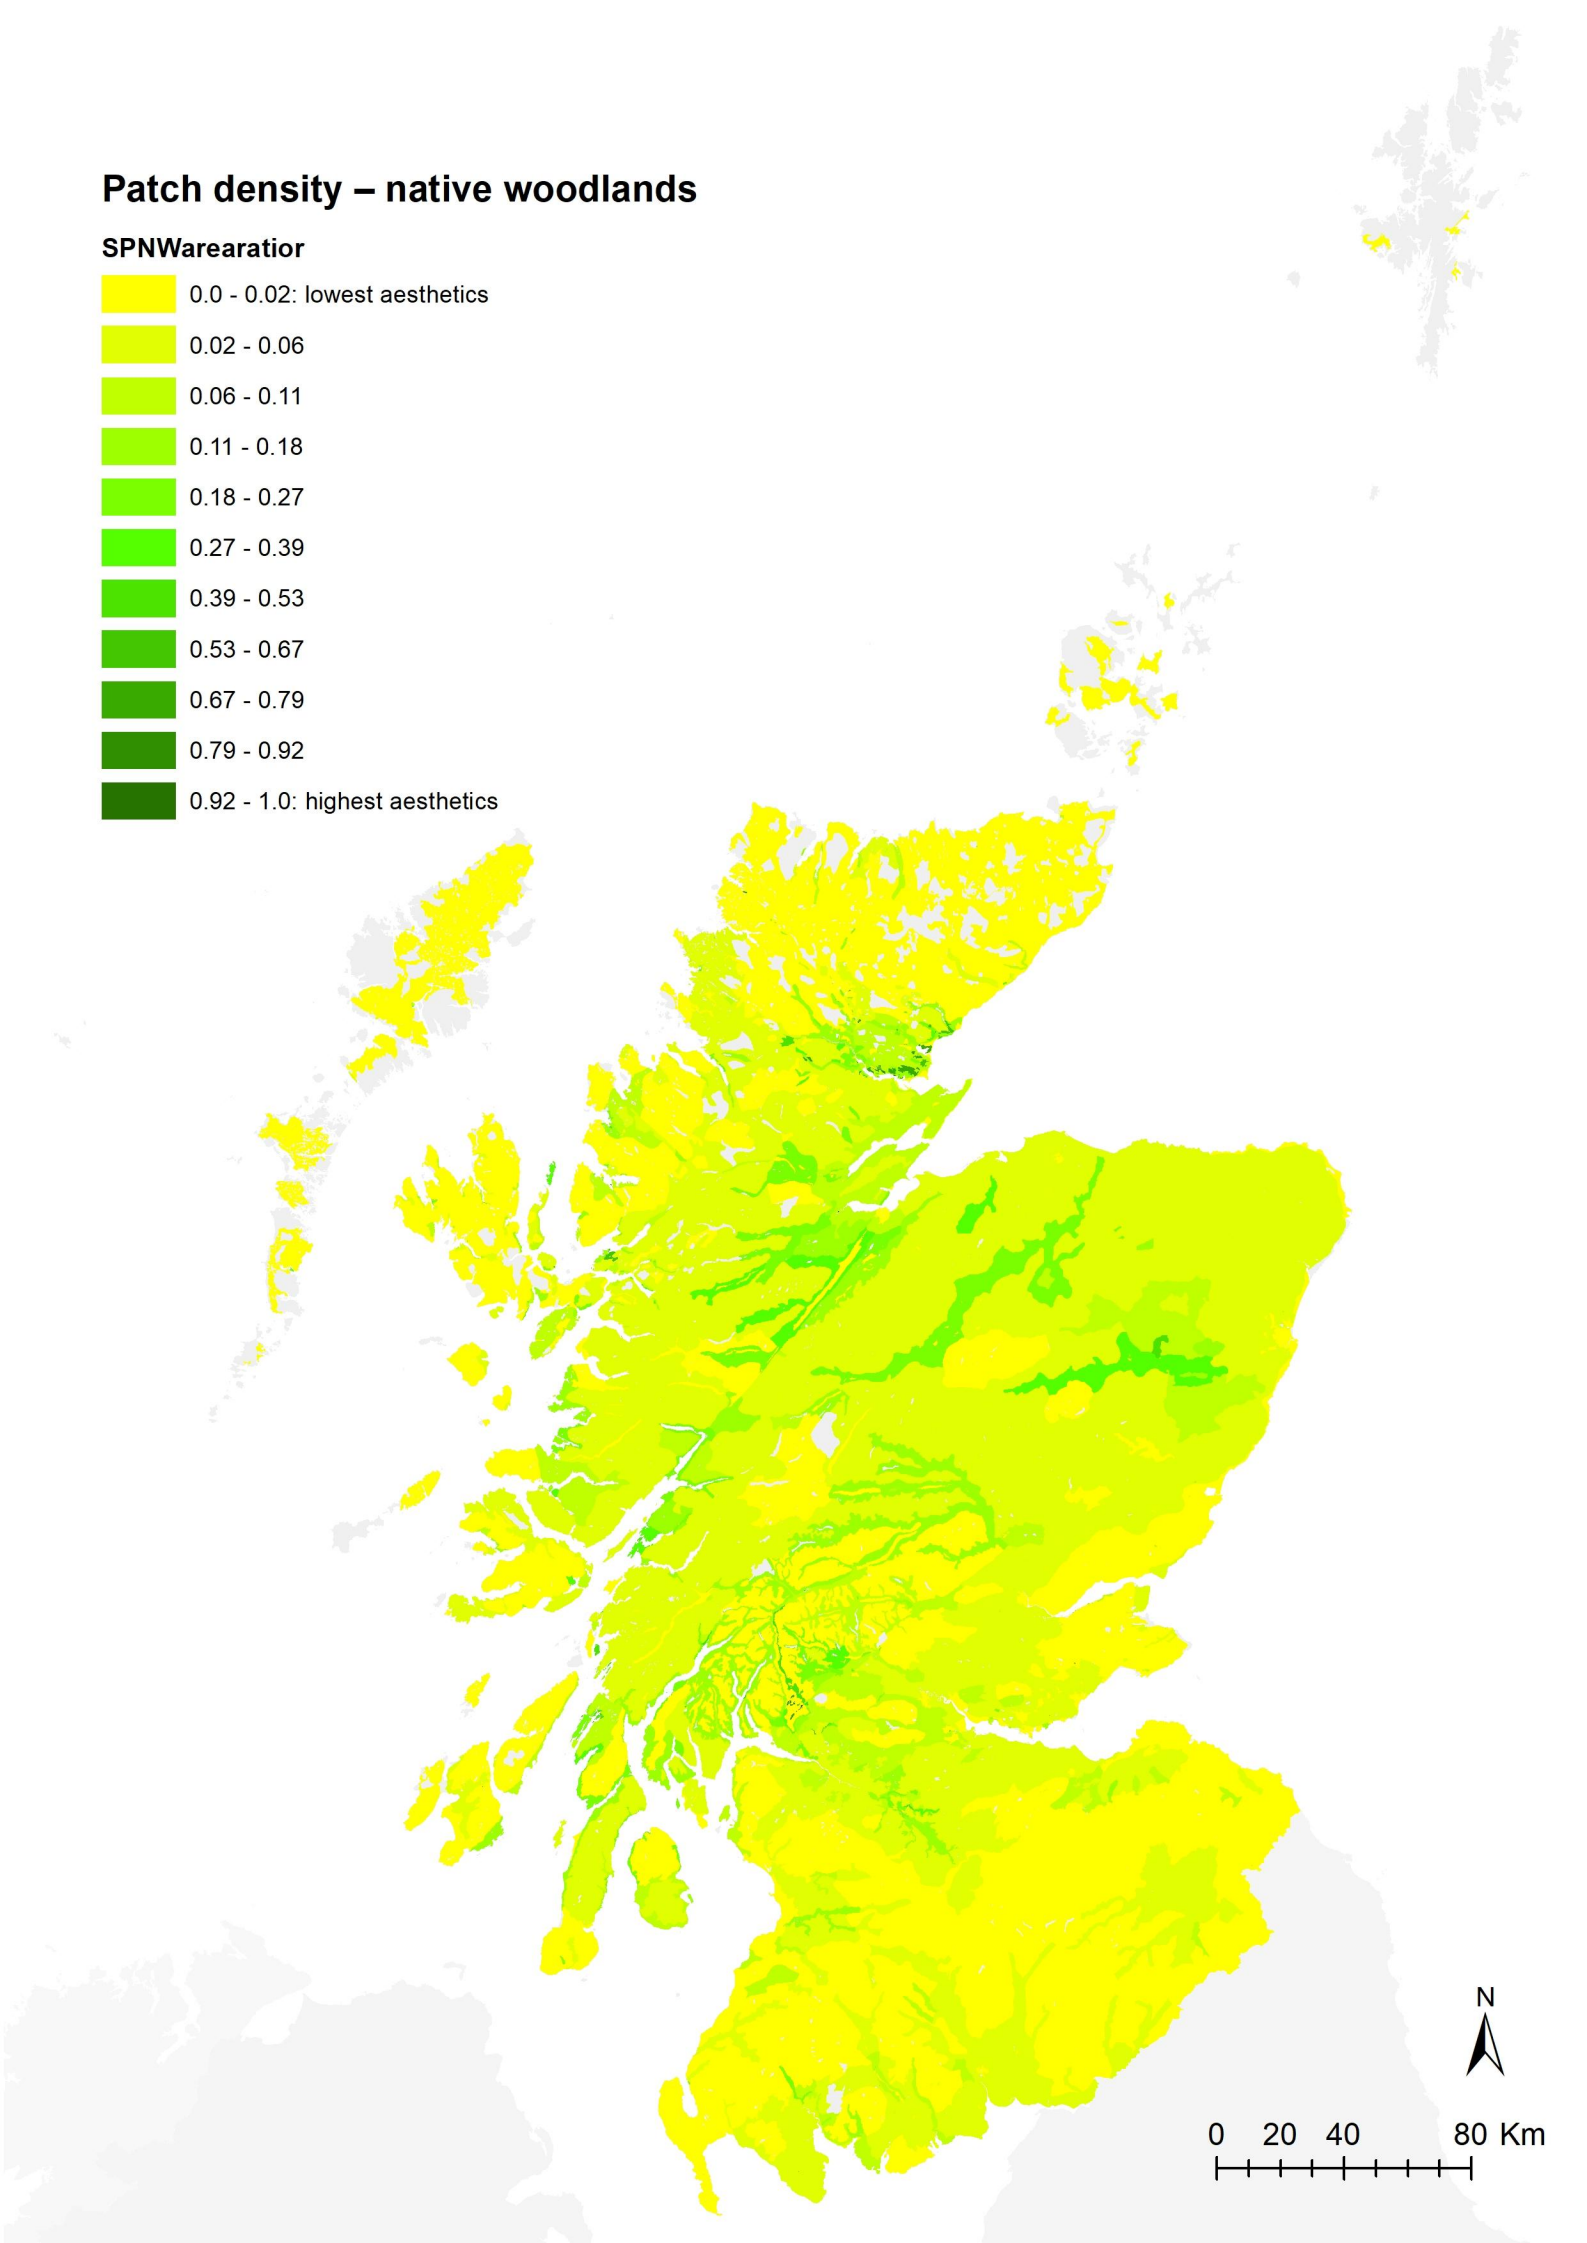 Patch density – native woodlands
SPNWarearatior
0.0 - 0.02: lowest aesthetics
0.02 - 0.06
0.06 - 0.11
0.11 - 0.18
0.18 - 0.27
0.27 - 0.39
0.39 - 0.53
0.53 - 0.67
0.67 - 0.79
0.79 - 0.92
0.92 - 1.0: highest aesthetics
N
0 20 40 80 Km